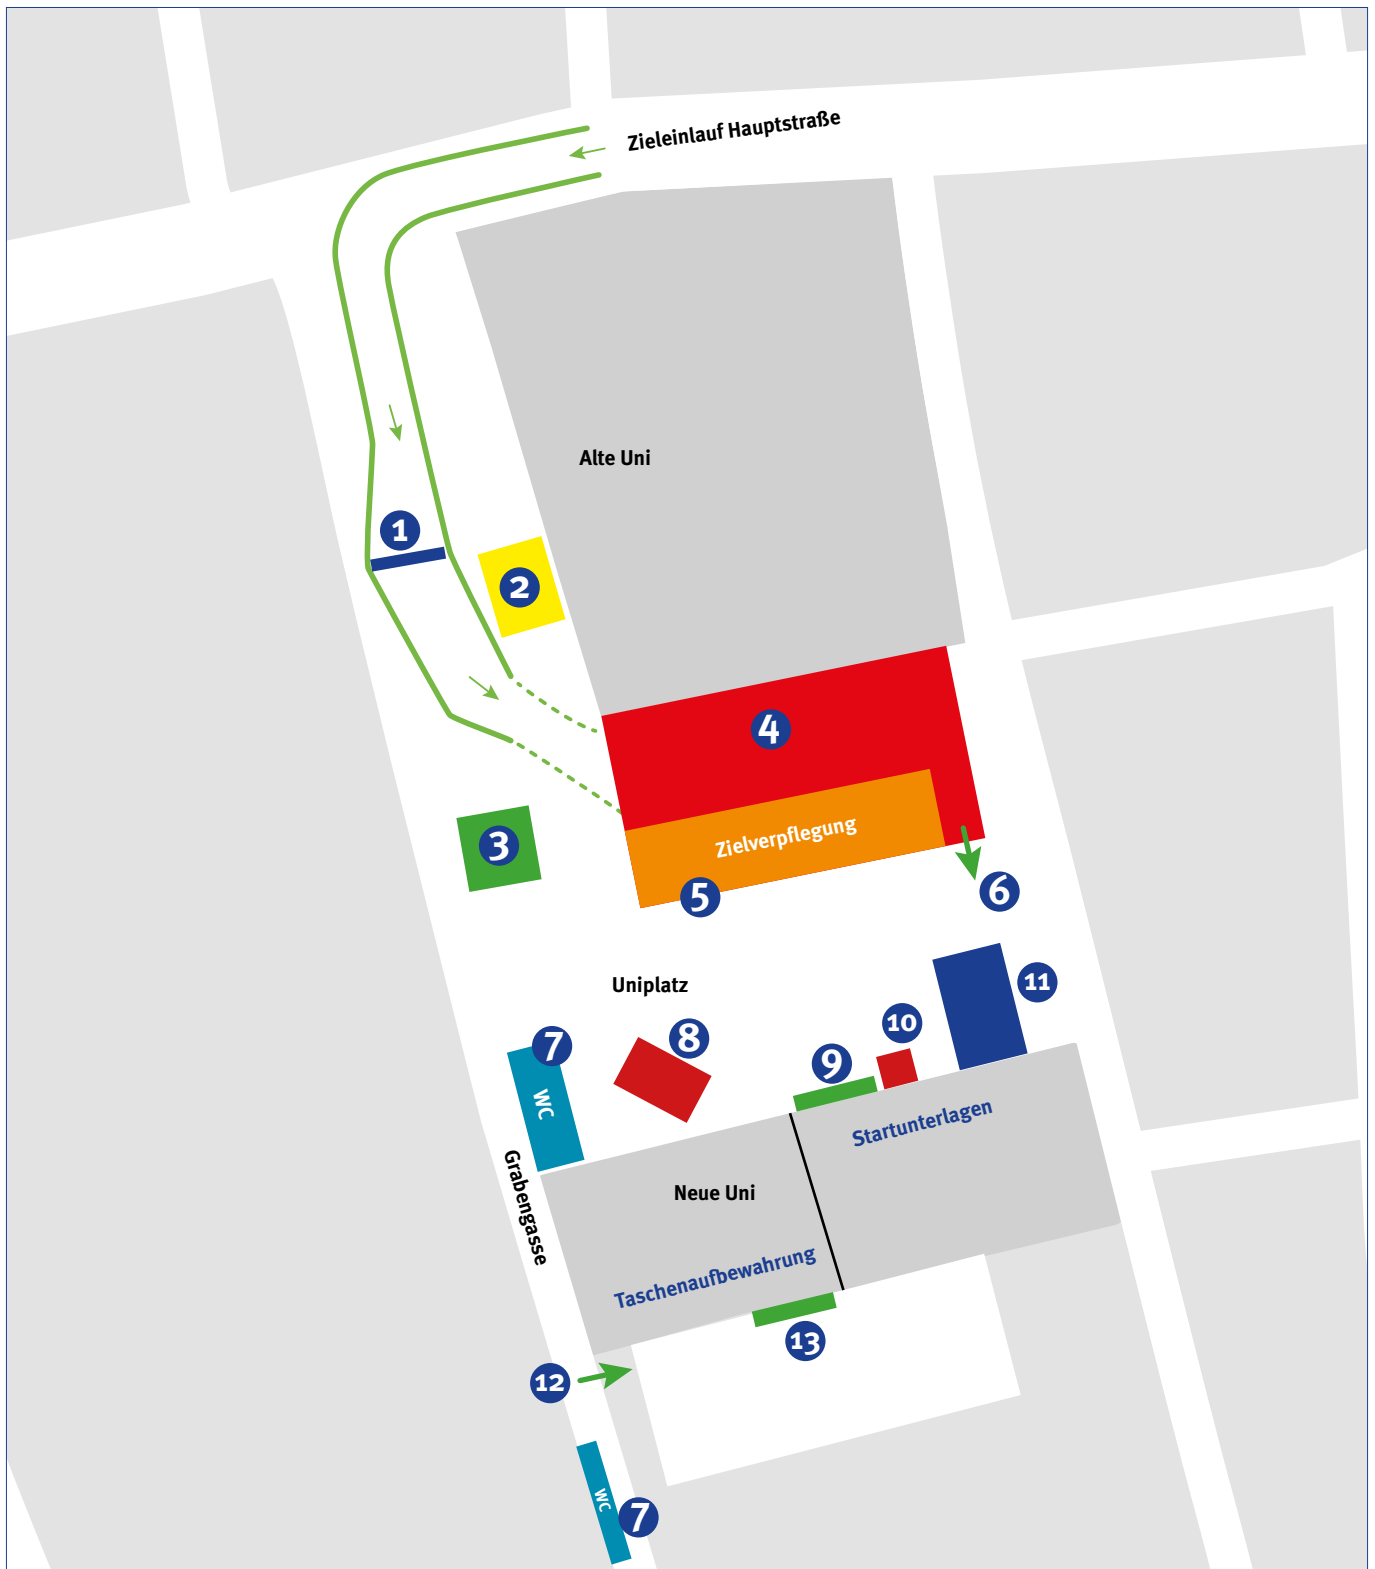 Zieleinlauf Hauptstraße
Alte Uni
1
2
4
3
Zielverpflegung
5
6
Uniplatz
11
10
7
8
9
WC
Startunterlagen
Grabengasse
Neue Uni
Taschenaufbewahrung
13
12
WC
7